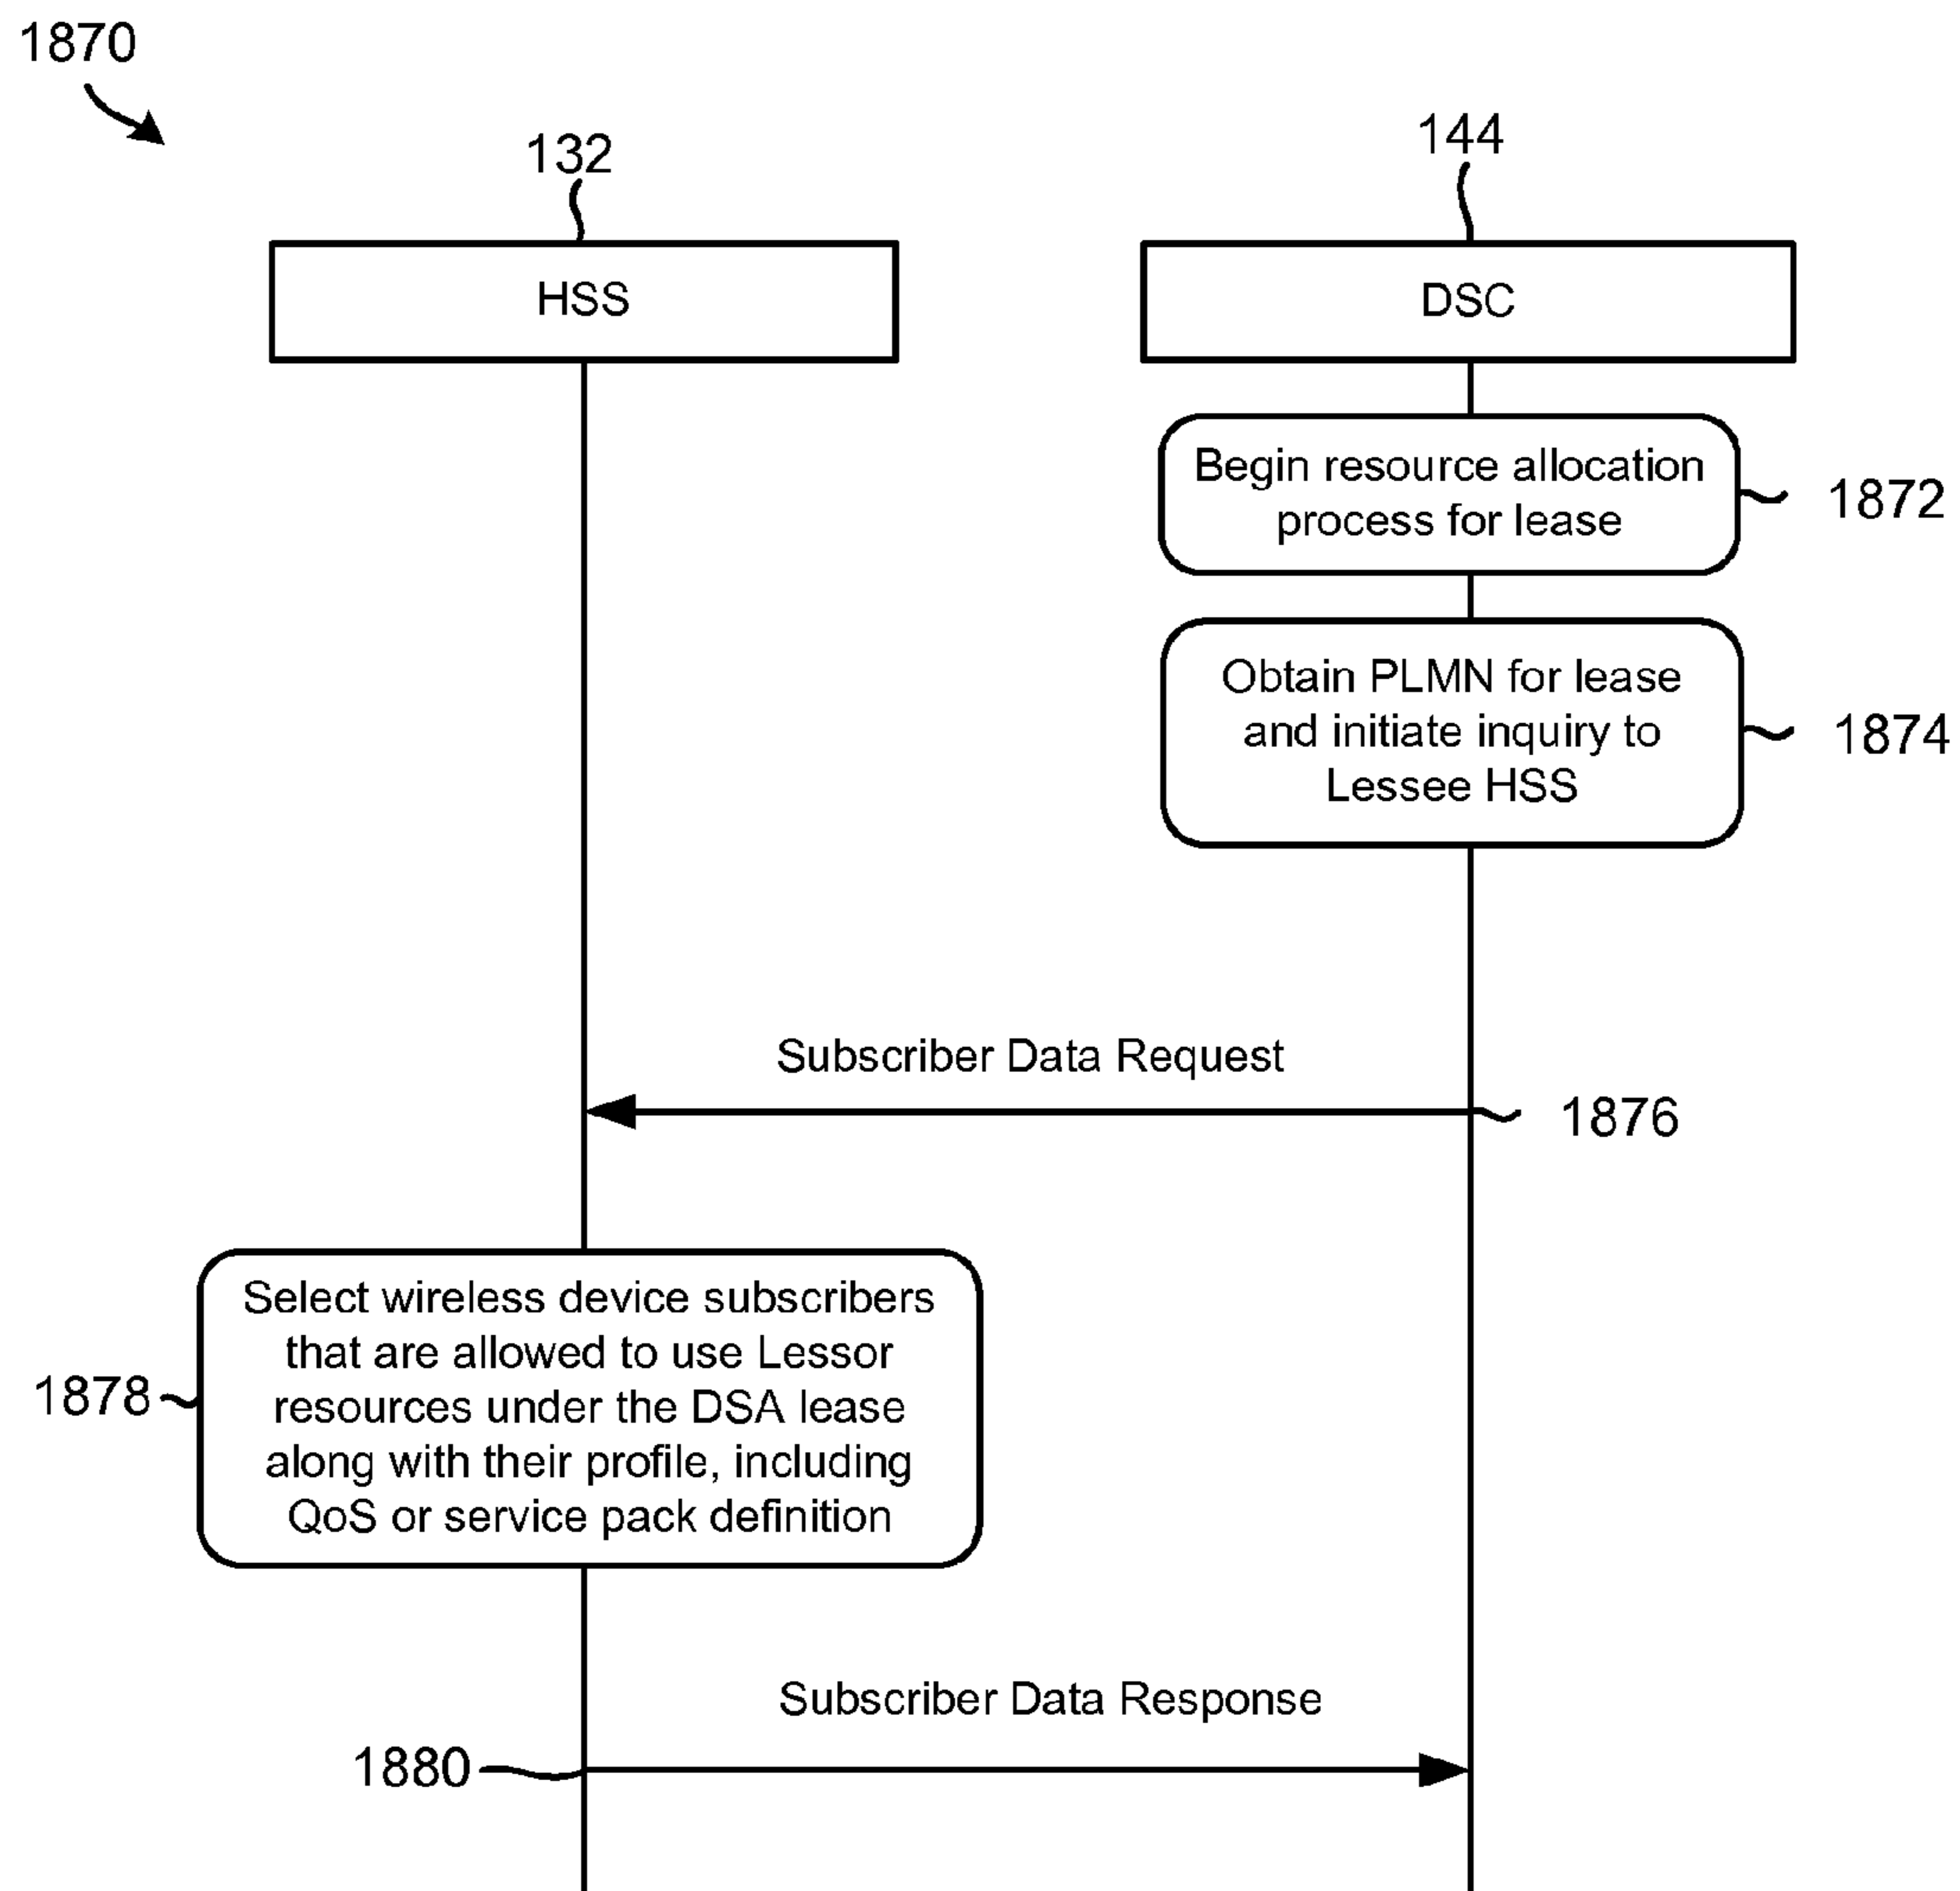 1870
132
144
HSS
DSC
Begin resource allocation
process for lease
1872
Obtain PLMN for lease
and initiate inquiry to
Lessee HSS
1874
Subscriber Data Request
1876
Select wireless device subscribers
that are allowed to use Lessor
resources under the DSA lease
along with their profile, including
QoS or service pack definition
1878
Subscriber Data Response
1880